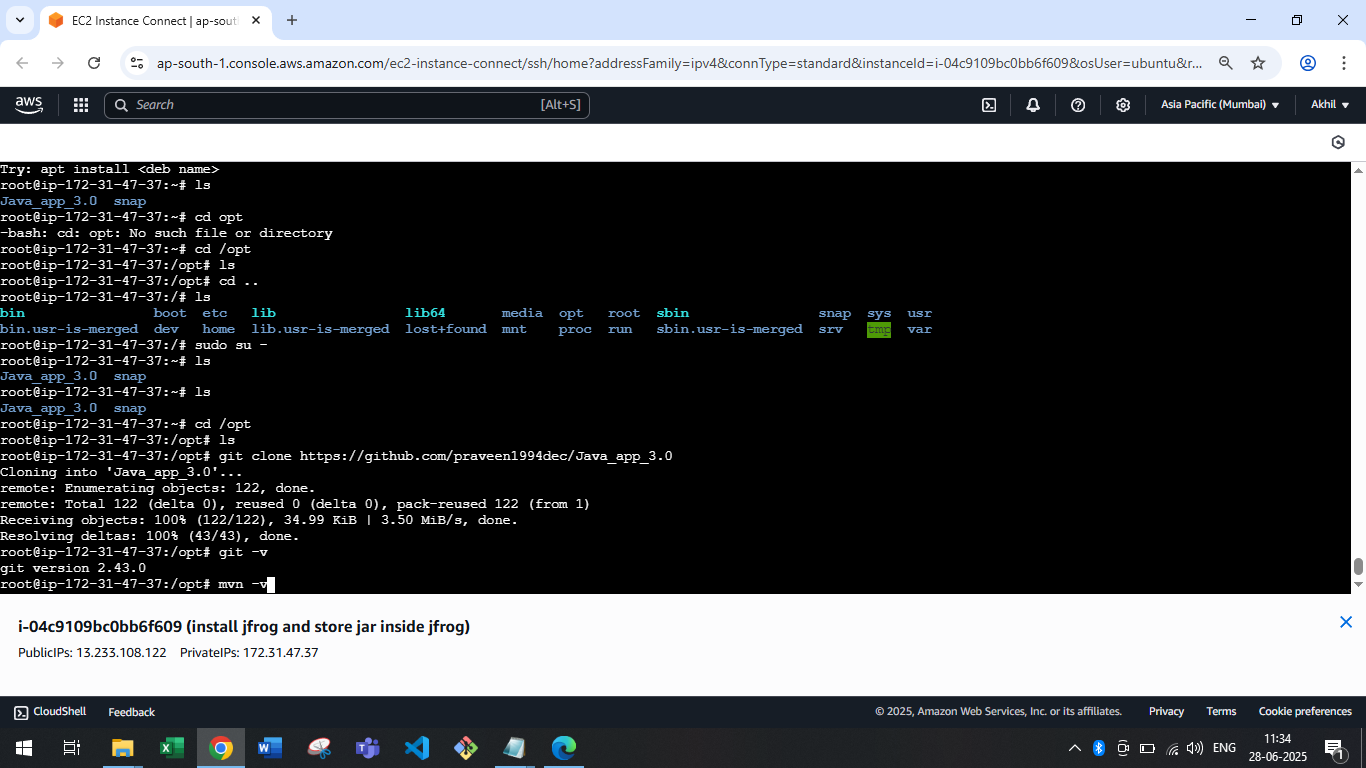 EC2 Instance Connect | ap-sout
ap-south-1.console.aws.amazon.com/ec2-instance-connect/ssh/home?addressFamily=ipv4&connType=standard&instanceId=i-04c9109bc0bb6f609&osUser=ubuntu&r...
aws Search [Alt+S] Asia Pacific (Mumbai) Akhil
Try: apt install <deb name>
root@ip-172-31-47-37:~# ls
Java_app_3.0  snap
root@ip-172-31-47-37:~# cd opt
-bash: cd: opt: No such file or directory
root@ip-172-31-47-37:~# cd /opt
root@ip-172-31-47-37:/opt# ls
root@ip-172-31-47-37:/opt# cd ..
root@ip-172-31-47-37:/# ls
bin                boot  etc   lib                lib64       media  opt   root  sbin                snap  sys  usr
bin.usr-is-merged  dev   home  lib.usr-is-merged  lost+found  mnt    proc  run   sbin.usr-is-merged  srv   tmp  var
root@ip-172-31-47-37:/# sudo su -
root@ip-172-31-47-37:~# ls
Java_app_3.0  snap
root@ip-172-31-47-37:~# ls
Java_app_3.0  snap
root@ip-172-31-47-37:~# cd /opt
root@ip-172-31-47-37:/opt# ls
root@ip-172-31-47-37:/opt# git clone https://github.com/praveen1994dec/Java_app_3.0
Cloning into 'Java_app_3.0'...
remote: Enumerating objects: 122, done.
remote: Total 122 (delta 0), reused 0 (delta 0), pack-reused 122 (from 1)
Receiving objects: 100% (122/122), 34.99 KiB | 3.50 MiB/s, done.
Resolving deltas: 100% (43/43), done.
root@ip-172-31-47-37:/opt# git -v
git version 2.43.0
root@ip-172-31-47-37:/opt# mvn -v
i-04c9109bc0bb6f609 (install jfrog and store jar inside jfrog)
PublicIPs: 13.233.108.122 PrivateIPs: 172.31.47.37
CloudShell Feedback © 2025, Amazon Web Services, Inc. or its affiliates. Privacy Terms Cookie preferences
ENG
11:34
28-06-2025
1